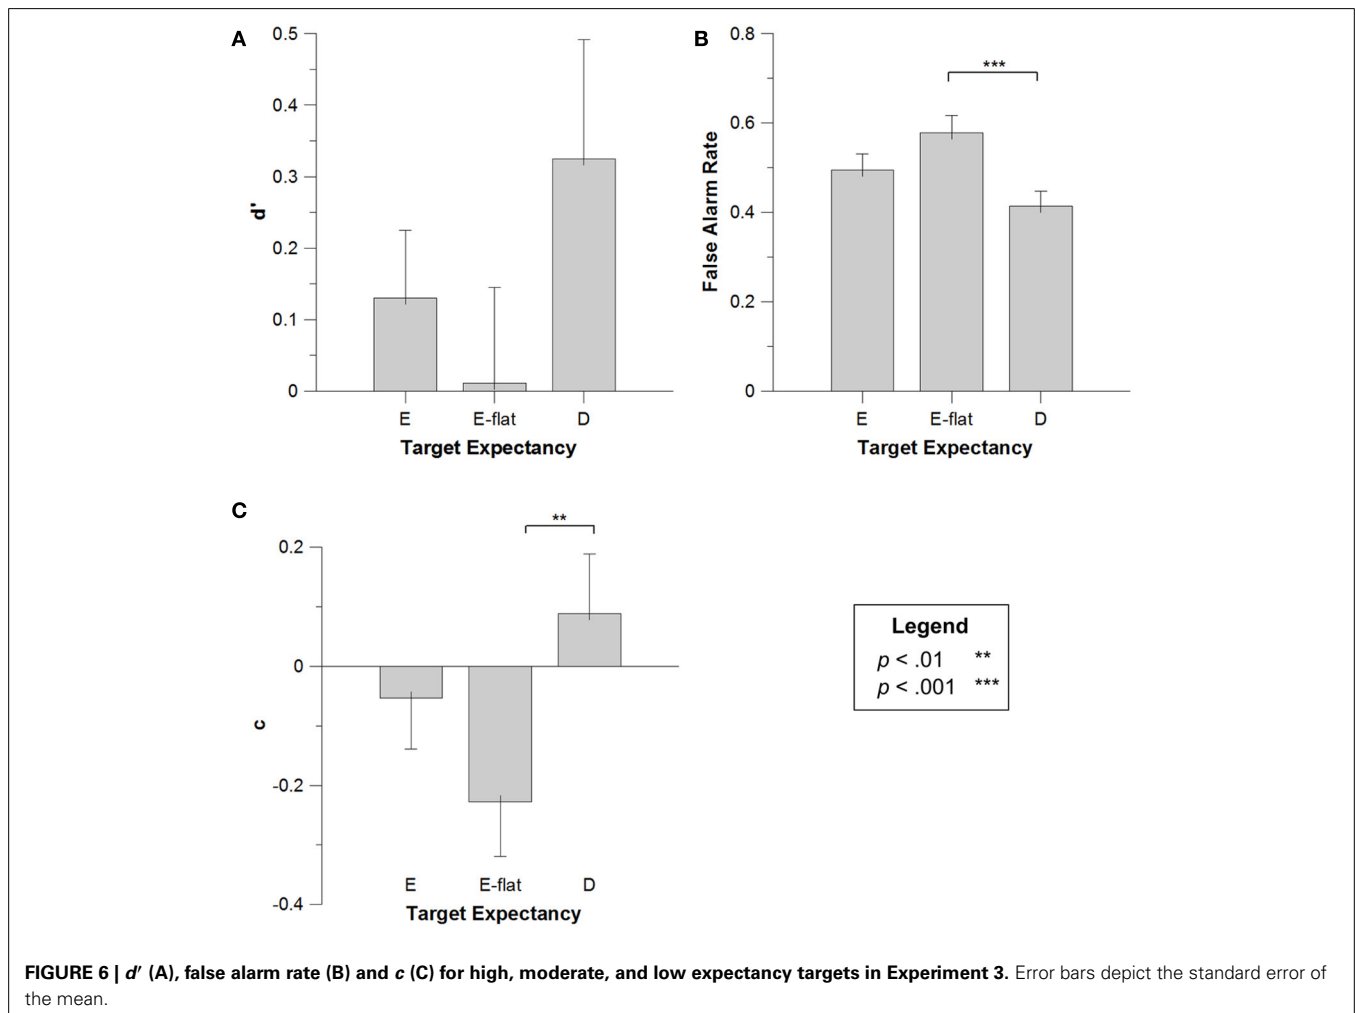 A
0.5
0.4
0.3
0.2
0.1
0
d'
E E-flat D
Target Expectancy
B
0.8
0.6
0.4
0.2
0
False Alarm Rate
***
E E-flat D
Target Expectancy
C
0.2
0
-0.2
-0.4
c
**
E E-flat D
Target Expectancy
Legend
p < .01 **
p < .001 ***
FIGURE 6 | d′ (A), false alarm rate (B) and c (C) for high, moderate, and low expectancy targets in Experiment 3. Error bars depict the standard error of
the mean.